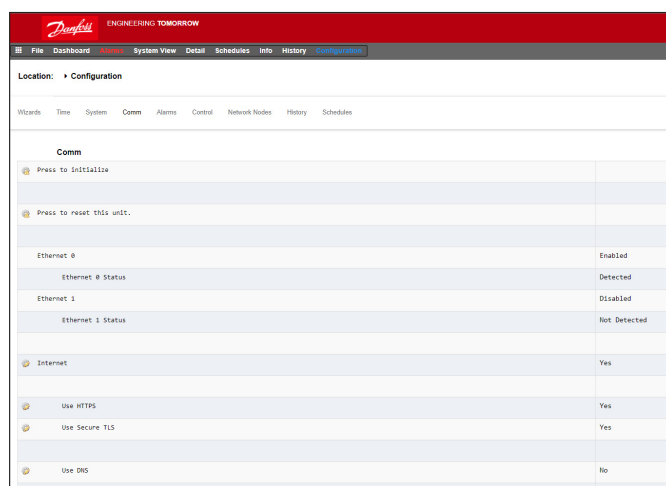 Danfoss ENGINEERING TOMORROW
File Dashboard Alarms System View Detail Schedules Info History Configuration
Location: Configuration
Wizards Time System Comm Alarms Control Network Nodes History Schedules
Comm
Press to initialize
Press to reset this unit.
Ethernet 0 Enabled
Ethernet 0 Status Detected
Ethernet 1 Disabled
Ethernet 1 Status Not Detected
Internet Yes
Use HTTPS Yes
Use Secure TLS Yes
Use DNS No